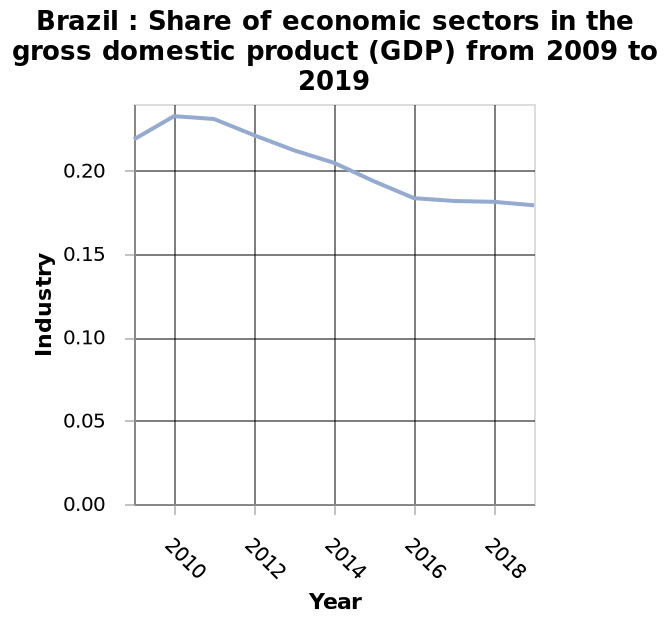 Brazil : Share of economic sectors in the
gross domestic product (GDP) from 2009 to
2019
0.20
0.15
0.10
0.05
0.00
Industry
2010
2012
2014
2016
2018
Year